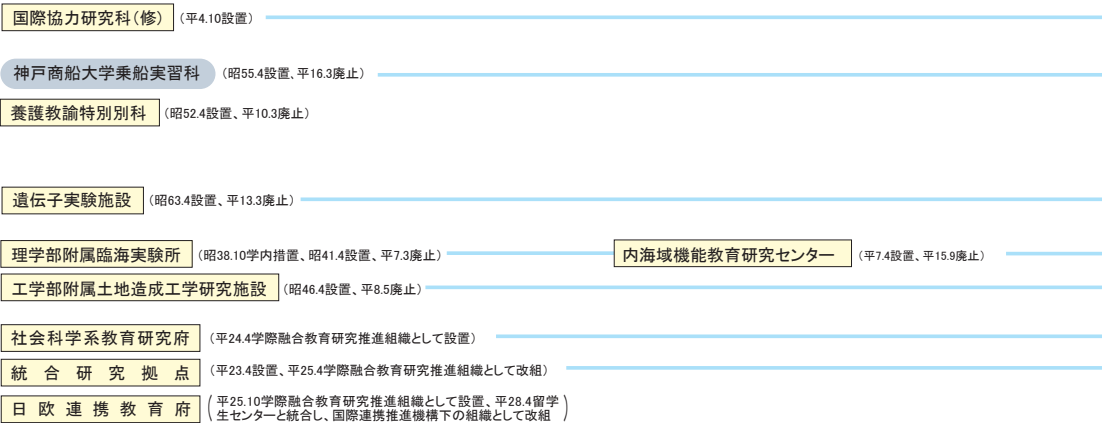 国際協力研究科(修) (平4.10設置)
神戸商船大学乗船実習科 (昭55.4設置、平16.3廃止)
養護教諭特別別科 (昭52.4設置、平10.3廃止)
遺伝子実験施設 (昭63.4設置、平13.3廃止)
理学部附属臨海実験所 (昭38.10学内措置、昭41.4設置、平7.3廃止) 内海域機能教育研究センター (平7.4設置、平15.9廃止)
工学部附属土地造成工学研究施設 (昭46.4設置、平8.5廃止)
社会科学系教育研究府 (平24.4学際融合教育研究推進組織として設置)
統合研究拠点 (平23.4設置、平25.4学際融合教育研究推進組織として改組)
日欧連携教育府 (平25.10学際融合教育研究推進組織として設置、平28.4留学
生センターと統合し、国際連携推進機構下の組織として改組)